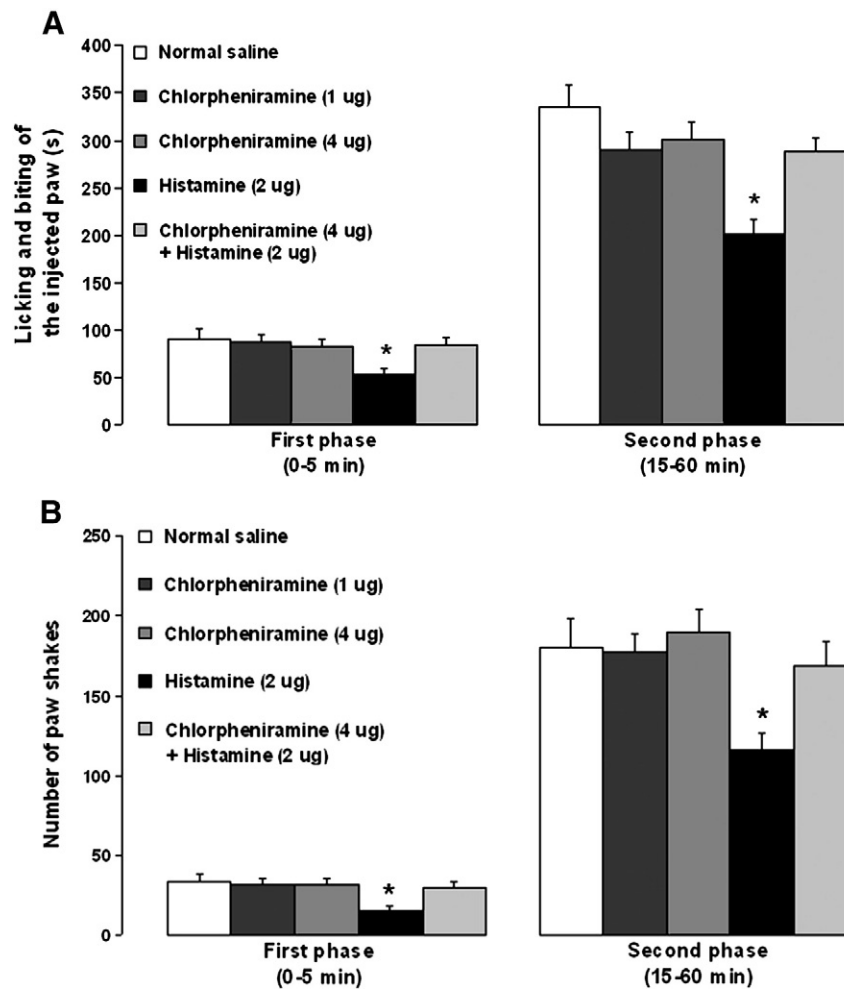 A
Licking and biting of
the injected paw (s)
400
350
300
250
200
150
100
50
0
Normal saline
Chlorpheniramine (1 ug)
Chlorpheniramine (4 ug)
Histamine (2 ug)
Chlorpheniramine (4 ug)
+ Histamine (2 ug)
*
*
First phase
(0-5 min)
Second phase
(15-60 min)
B
Number of paw shakes
250
200
150
100
50
0
Normal saline
Chlorpheniramine (1 ug)
Chlorpheniramine (4 ug)
Histamine (2 ug)
Chlorpheniramine (4 ug)
+ Histamine (2 ug)
*
*
First phase
(0-5 min)
Second phase
(15-60 min)